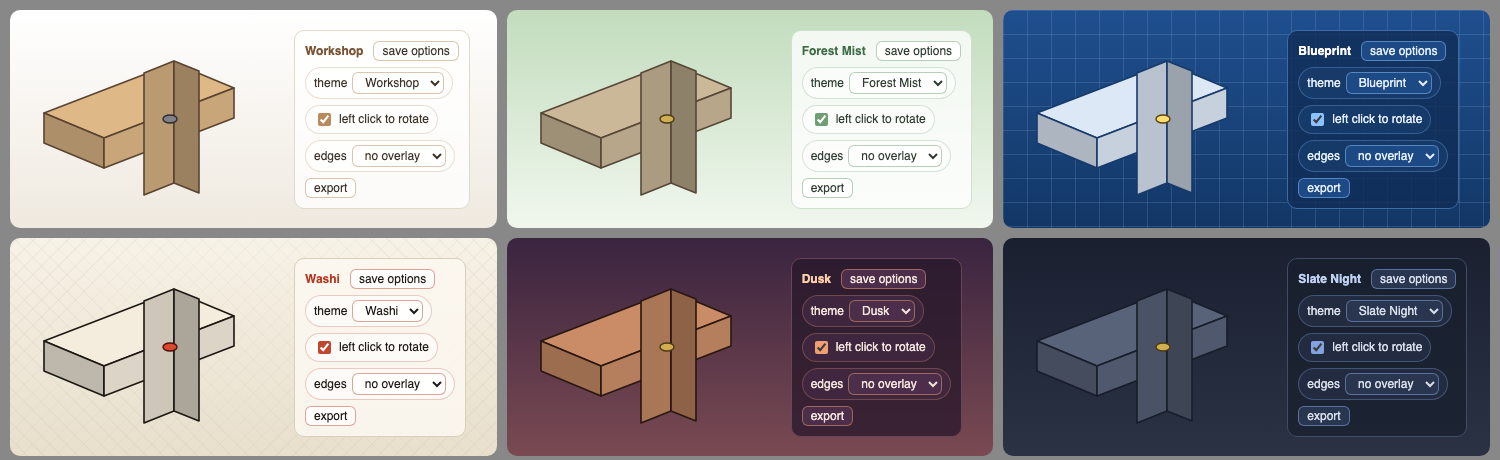 Workshop save options
theme Workshop
left click to rotate
edges no overlay
export
Forest Mist save options
theme Forest Mist
left click to rotate
edges no overlay
export
Blueprint save options
theme Blueprint
left click to rotate
edges no overlay
export
Washi save options
theme Washi
left click to rotate
edges no overlay
export
Dusk save options
theme Dusk
left click to rotate
edges no overlay
export
Slate Night save options
theme Slate Night
left click to rotate
edges no overlay
export